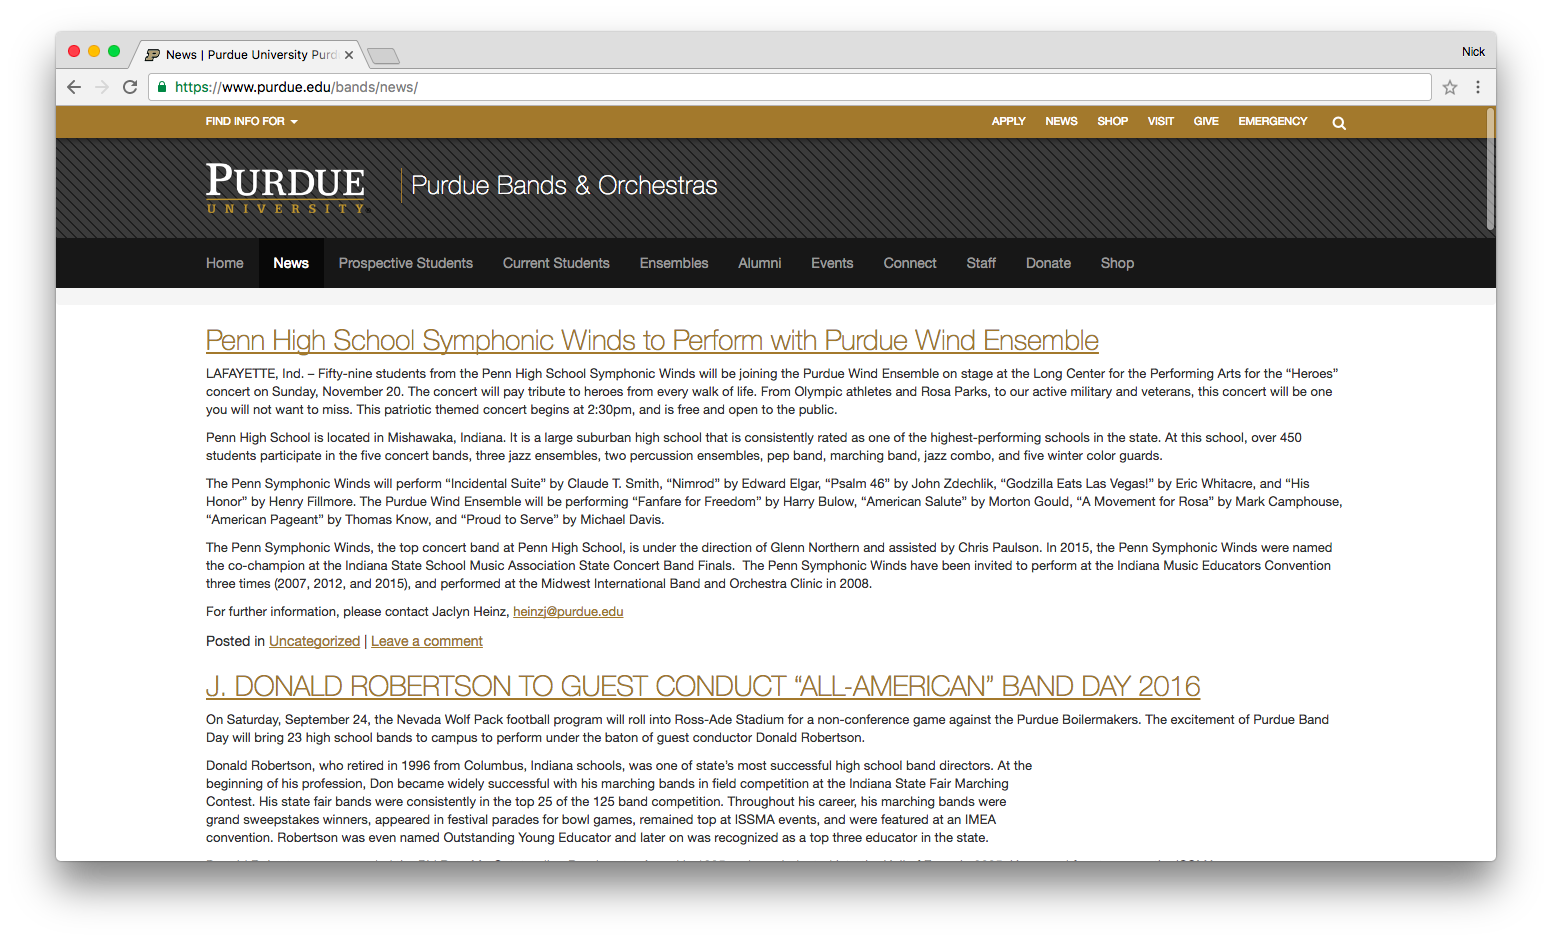 News | Purdue University Purd
Nick
https://www.purdue.edu/bands/news/
FIND INFO FOR
APPLY NEWS SHOP VISIT GIVE EMERGENCY
PURDUE
UNIVERSITY
Purdue Bands & Orchestras
Home News Prospective Students Current Students Ensembles Alumni Events Connect Staff Donate Shop
Penn High School Symphonic Winds to Perform with Purdue Wind Ensemble
LAFAYETTE, Ind. – Fifty-nine students from the Penn High School Symphonic Winds will be joining the Purdue Wind Ensemble on stage at the Long Center for the Performing Arts for the “Heroes”
concert on Sunday, November 20. The concert will pay tribute to heroes from every walk of life. From Olympic athletes and Rosa Parks, to our active military and veterans, this concert will be one
you will not want to miss. This patriotic themed concert begins at 2:30pm, and is free and open to the public.
Penn High School is located in Mishawaka, Indiana. It is a large suburban high school that is consistently rated as one of the highest-performing schools in the state. At this school, over 450
students participate in the five concert bands, three jazz ensembles, two percussion ensembles, pep band, marching band, jazz combo, and five winter color guards.
The Penn Symphonic Winds will perform “Incidental Suite” by Claude T. Smith, “Nimrod” by Edward Elgar, “Psalm 46” by John Zdechlik, “Godzilla Eats Las Vegas!” by Eric Whitacre, and “His
Honor” by Henry Fillmore. The Purdue Wind Ensemble will be performing “Fanfare for Freedom” by Harry Bulow, “American Salute” by Morton Gould, “A Movement for Rosa” by Mark Camphouse,
“American Pageant” by Thomas Know, and “Proud to Serve” by Michael Davis.
The Penn Symphonic Winds, the top concert band at Penn High School, is under the direction of Glenn Northern and assisted by Chris Paulson. In 2015, the Penn Symphonic Winds were named
the co-champion at the Indiana State School Music Association State Concert Band Finals. The Penn Symphonic Winds have been invited to perform at the Indiana Music Educators Convention
three times (2007, 2012, and 2015), and performed at the Midwest International Band and Orchestra Clinic in 2008.
For further information, please contact Jaclyn Heinz, heinzj@purdue.edu
Posted in Uncategorized | Leave a comment
J. DONALD ROBERTSON TO GUEST CONDUCT “ALL-AMERICAN” BAND DAY 2016
On Saturday, September 24, the Nevada Wolf Pack football program will roll into Ross-Ade Stadium for a non-conference game against the Purdue Boilermakers. The excitement of Purdue Band
Day will bring 23 high school bands to campus to perform under the baton of guest conductor Donald Robertson.
Donald Robertson, who retired in 1996 from Columbus, Indiana schools, was one of state’s most successful high school band directors. At the
beginning of his profession, Don became widely successful with his marching bands in field competition at the Indiana State Fair Marching
Contest. His state fair bands were consistently in the top 25 of the 125 band competition. Throughout his career, his marching bands were
grand sweepstakes winners, appeared in festival parades for bowl games, remained top at ISSMA events, and were featured at an IMEA
convention. Robertson was even named Outstanding Young Educator and later on was recognized as a top three educator in the state.